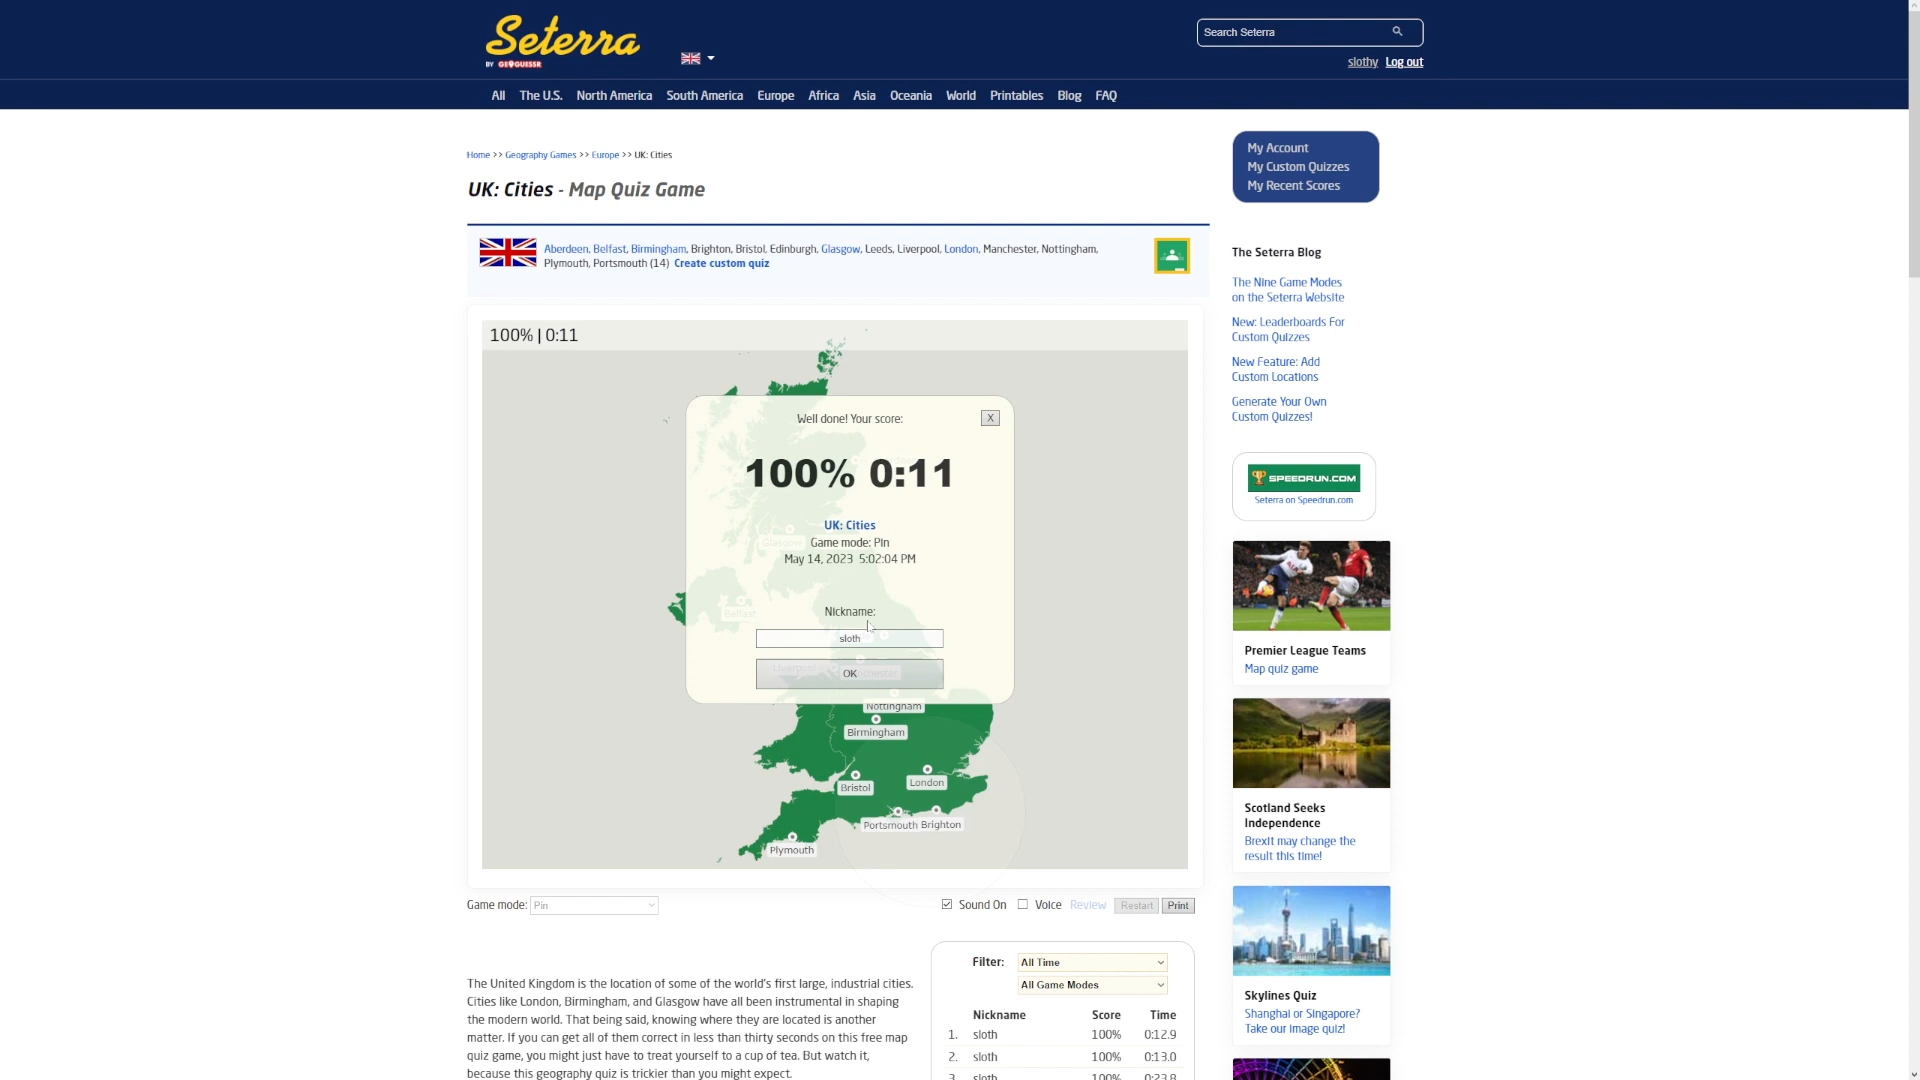 Seterra
BY GEOGUESSR
Search Seterra
slothy Log out
All The U.S. North America South America Europe Africa Asia Oceania World Printables Blog FAQ
Home >> Geography Games >> Europe >> UK: Cities
UK: Cities - Map Quiz Game
Aberdeen, Belfast, Birmingham, Brighton, Bristol, Edinburgh, Glasgow, Leeds, Liverpool, London, Manchester, Nottingham,
Plymouth, Portsmouth (14) Create custom quiz
100% | 0:11
Well done! Your score:
X
100% 0:11
UK: Cities
Game mode: Pin
May 14, 2023 5:02:04 PM
Glasgow
Belfast
Nickname:
sloth
Liverpool
OK
Nottingham
Birmingham
Bristol
London
Portsmouth Brighton
Plymouth
Game mode: Pin
Sound On Voice Review Restart Print
The United Kingdom is the location of some of the world's first large, industrial cities.
Cities like London, Birmingham, and Glasgow have all been instrumental in shaping
the modern world. That being said, knowing where they are located is another
matter. If you can get all of them correct in less than thirty seconds on this free map
quiz game, you might just have to treat yourself to a cup of tea. But watch it,
because this geography quiz is trickier than you might expect.
Filter: All Time
All Game Modes
Nickname Score Time
1. sloth 100% 0:12.9
2. sloth 100% 0:13.0
3. sloth 100% 0:23.8
My Account
My Custom Quizzes
My Recent Scores
The Seterra Blog
The Nine Game Modes
on the Seterra Website
New: Leaderboards For
Custom Quizzes
New Feature: Add
Custom Locations
Generate Your Own
Custom Quizzes!
SPEEDRUN.COM
Seterra on Speedrun.com
AIA
Premier League Teams
Map quiz game
Scotland Seeks
Independence
Brexit may change the
result this time!
Skylines Quiz
Shanghai or Singapore?
Take our image quiz!